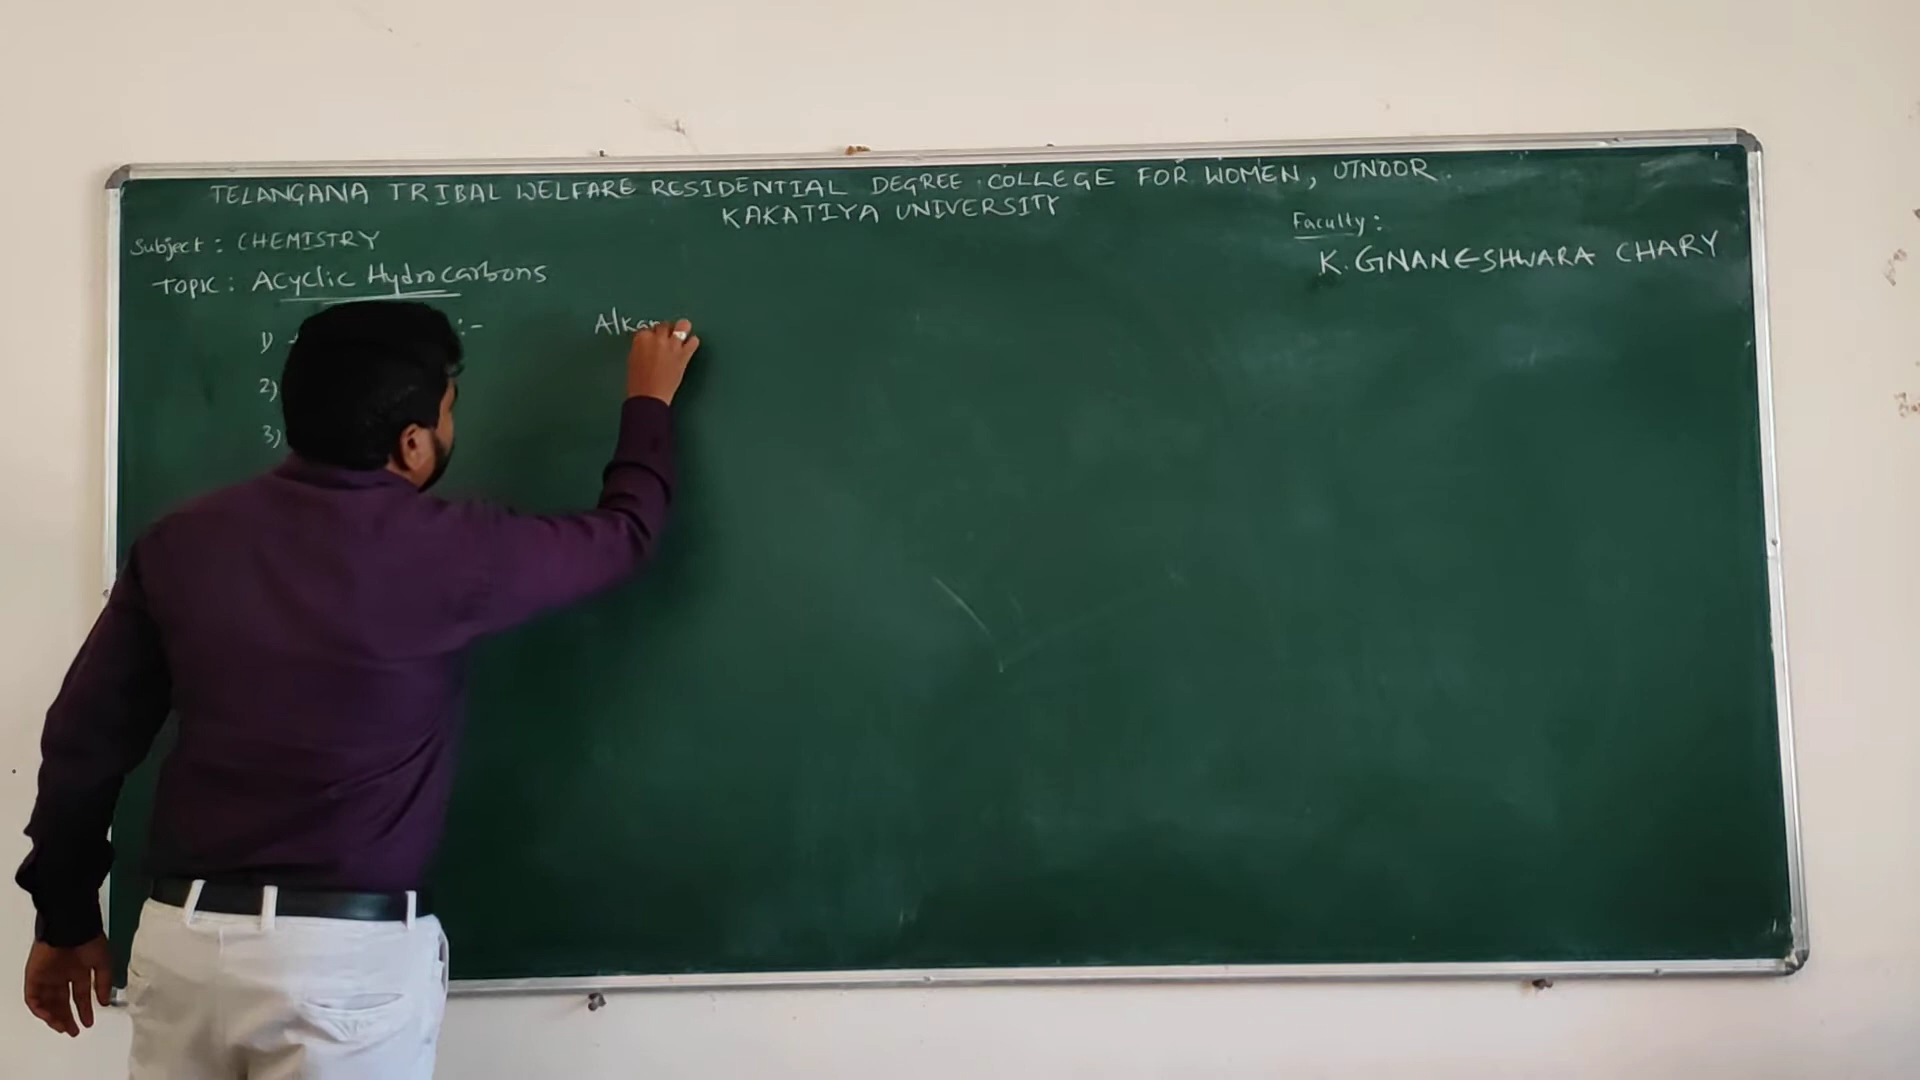 TELANGANA TRIBAL WELFARE RESIDENTIAL DEGREE COLLEGE FOR WOMEN, UTNOOR.
KAKATIYA UNIVERSITY
Subject : CHEMISTRY
Faculty :
K. GNANESHWARA CHARY
TOPIC : Acyclic Hydrocarbons
1) :-
2)
3)